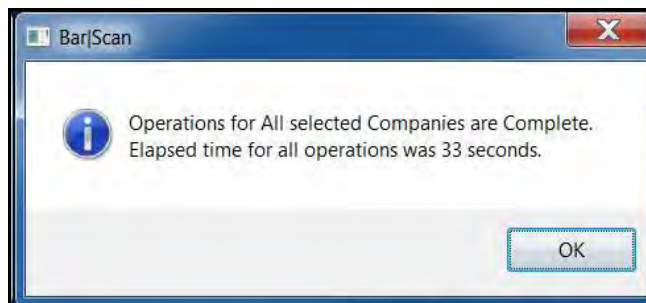 Bar|Scan
Operations for All selected Companies are Complete.
Elapsed time for all operations was 33 seconds.
OK